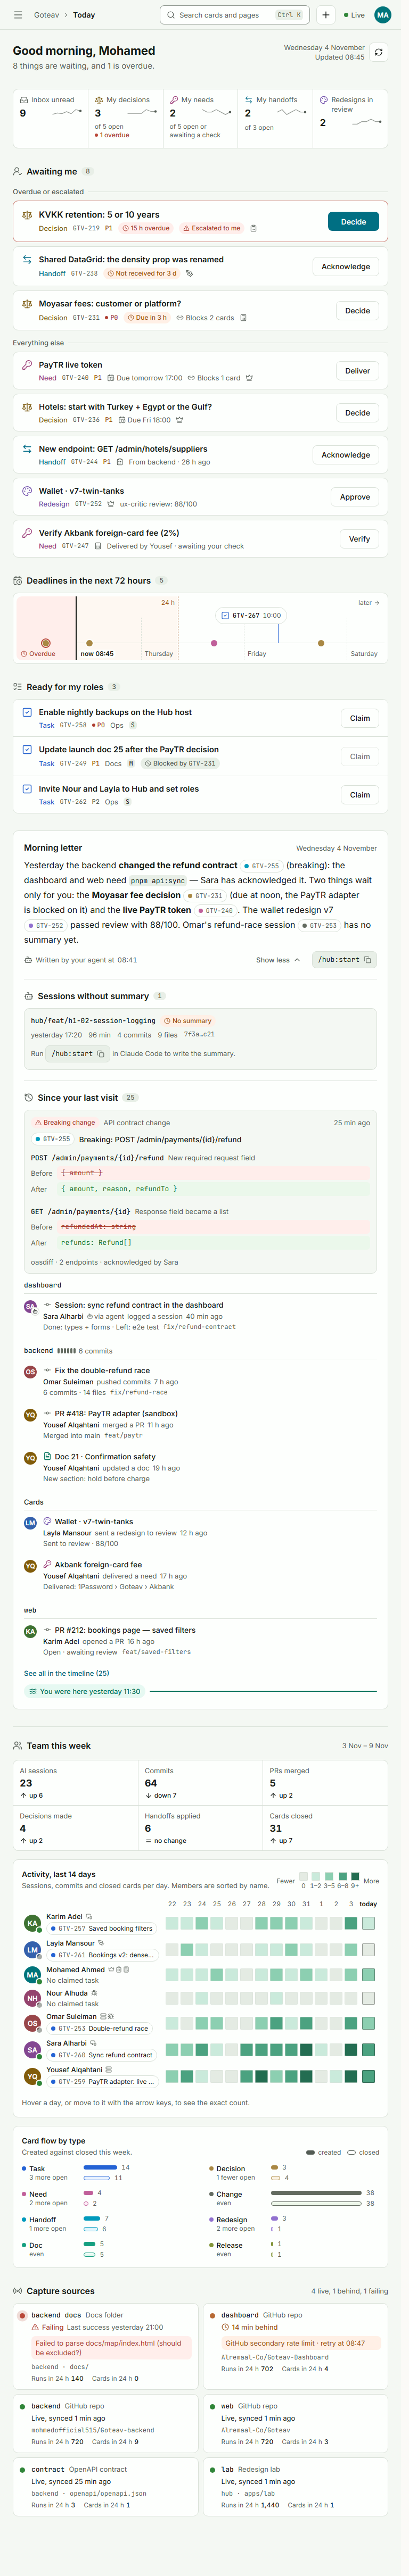 Goteav > Today
Search cards and pages
Ctrl K
Live
MA
Good morning, Mohamed
8 things are waiting, and 1 is overdue.
Wednesday 4 November
Updated 08:45
Inbox unread
9
My decisions
3
of 5 open
1 overdue
My needs
2
of 5 open or
awaiting a check
My handoffs
2
of 3 open
Redesigns in
review
2
Awaiting me 8
Overdue or escalated
KVKK retention: 5 or 10 years
Decision GTV-219 P1 15 h overdue Escalated to me
Decide
Shared DataGrid: the density prop was renamed
Handoff GTV-238 Not received for 3 d
Acknowledge
Moyasar fees: customer or platform?
Decision GTV-231 P0 Due in 3 h Blocks 2 cards
Decide
Everything else
PayTR live token
Need GTV-240 P1 Due tomorrow 17:00 Blocks 1 card
Deliver
Hotels: start with Turkey + Egypt or the Gulf?
Decision GTV-236 P1 Due Fri 18:00
Decide
New endpoint: GET /admin/hotels/suppliers
Handoff GTV-244 P1 From backend · 26 h ago
Acknowledge
Wallet · v7-twin-tanks
Redesign GTV-252 ux-critic review: 88/100
Approve
Verify Akbank foreign-card fee (2%)
Need GTV-247 Delivered by Yousef · awaiting your check
Verify
Deadlines in the next 72 hours 5
24 h
later →
GTV-267 10:00
Overdue
now 08:45
Thursday
Friday
Saturday
Ready for my roles 3
Enable nightly backups on the Hub host
Task GTV-258 P0 Ops S
Claim
Update launch doc 25 after the PayTR decision
Task GTV-249 P1 Docs M Blocked by GTV-231
Claim
Invite Nour and Layla to Hub and set roles
Task GTV-262 P2 Ops S
Claim
Morning letter
Wednesday 4 November
Yesterday the backend changed the refund contract GTV-255 (breaking): the
dashboard and web need pnpm api:sync — Sara has acknowledged it. Two things wait
only for you: the Moyasar fee decision GTV-231 (due at noon, the PayTR adapter
is blocked on it) and the live PayTR token GTV-240 . The wallet redesign v7
GTV-252 passed review with 88/100. Omar's refund-race session GTV-253 has no
summary yet.
Written by your agent at 08:41
Show less
/hub:start
Sessions without summary 1
hub/feat/h1-02-session-logging No summary
yesterday 17:20 96 min 4 commits 9 files 7f3a…c21
Run /hub:start in Claude Code to write the summary.
Since your last visit 25
Breaking change API contract change
25 min ago
GTV-255 Breaking: POST /admin/payments/{id}/refund
POST /admin/payments/{id}/refund New required request field
Before { amount }
After { amount, reason, refundTo }
GET /admin/payments/{id} Response field became a list
Before refundedAt: string
After refunds: Refund[]
oasdiff · 2 endpoints · acknowledged by Sara
dashboard
SA
Session: sync refund contract in the dashboard
Sara Alharbi via agent logged a session 40 min ago
Done: types + forms · Left: e2e test fix/refund-contract
backend 6 commits
OS
Fix the double-refund race
Omar Suleiman pushed commits 7 h ago
6 commits · 14 files fix/refund-race
YQ
PR #418: PayTR adapter (sandbox)
Yousef Alqahtani merged a PR 11 h ago
Merged into main feat/paytr
YQ
Doc 21 · Confirmation safety
Yousef Alqahtani updated a doc 19 h ago
New section: hold before charge
Cards
LM
Wallet · v7-twin-tanks
Layla Mansour sent a redesign to review 12 h ago
Sent to review · 88/100
YQ
Akbank foreign-card fee
Yousef Alqahtani delivered a need 17 h ago
Delivered: 1Password › Goteav › Akbank
web
KA
PR #212: bookings page — saved filters
Karim Adel opened a PR 16 h ago
Open · awaiting review feat/saved-filters
See all in the timeline (25)
You were here yesterday 11:30
Team this week
3 Nov – 9 Nov
AI sessions
23
↑ up 6
Commits
64
↓ down 7
PRs merged
5
↑ up 2
Decisions made
4
↑ up 2
Handoffs applied
6
= no change
Cards closed
31
↑ up 7
Activity, last 14 days
Sessions, commits and closed cards per day. Members are sorted by name.
Fewer 0 1–2 3–5 6–8 9+ More
22 23 24 25 26 27 28 29 30 31 1 2 3 today
KA Karim Adel
GTV-257 Saved booking filters
LM Layla Mansour
GTV-261 Bookings v2: dense…
MA Mohamed Ahmed
No claimed task
NH Nour Alhuda
No claimed task
OS Omar Suleiman
GTV-253 Double-refund race
SA Sara Alharbi
GTV-260 Sync refund contract
YQ Yousef Alqahtani
GTV-259 PayTR adapter: live …
Hover a day, or move to it with the arrow keys, to see the exact count.
Card flow by type
Created against closed this week.
created closed
Task
3 more open
14
11
Decision
1 fewer open
3
4
Need
2 more open
4
2
Change
even
38
38
Handoff
1 more open
7
6
Redesign
2 more open
3
1
Doc
even
5
5
Release
even
1
1
Capture sources
4 live, 1 behind, 1 failing
backend docs Docs folder
Failing Last success yesterday 21:00
Failed to parse docs/map/index.html (should
be excluded?)
backend · docs/
Runs in 24 h 140 Cards in 24 h 0
dashboard GitHub repo
14 min behind
GitHub secondary rate limit · retry at 08:47
Alremaal-Co/Goteav-Dashboard
Runs in 24 h 702 Cards in 24 h 4
backend GitHub repo
Live, synced 1 min ago
mohmedofficial515/Goteav-backend
Runs in 24 h 720 Cards in 24 h 9
web GitHub repo
Live, synced 1 min ago
Alremaal-Co/Goteav
Runs in 24 h 720 Cards in 24 h 3
contract OpenAPI contract
Live, synced 25 min ago
backend · openapi/openapi.json
Runs in 24 h 3 Cards in 24 h 1
lab Redesign lab
Live, synced 1 min ago
hub · apps/lab
Runs in 24 h 1,440 Cards in 24 h 1